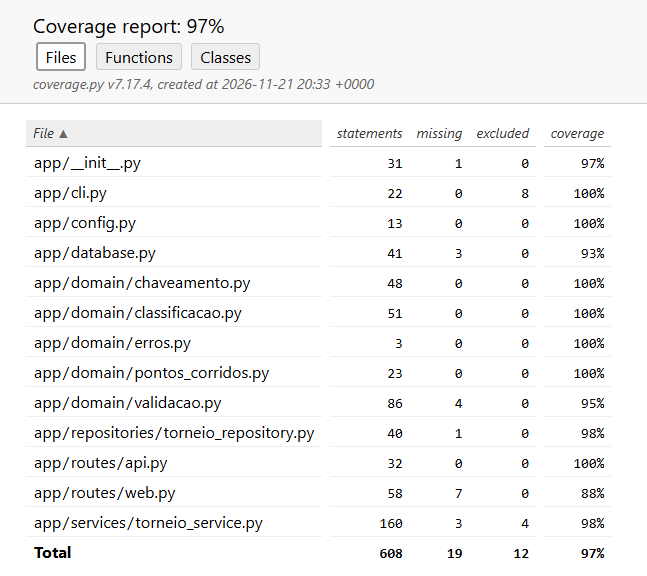 Coverage report: 97%
Files Functions Classes
coverage.py v7.17.4, created at 2026-11-21 20:33 +0000
File ▲ statements missing excluded coverage
app/__init__.py 31 1 0 97%
app/cli.py 22 0 8 100%
app/config.py 13 0 0 100%
app/database.py 41 3 0 93%
app/domain/chaveamento.py 48 0 0 100%
app/domain/classificacao.py 51 0 0 100%
app/domain/erros.py 3 0 0 100%
app/domain/pontos_corridos.py 23 0 0 100%
app/domain/validacao.py 86 4 0 95%
app/repositories/torneio_repository.py 40 1 0 98%
app/routes/api.py 32 0 0 100%
app/routes/web.py 58 7 0 88%
app/services/torneio_service.py 160 3 4 98%
Total 608 19 12 97%